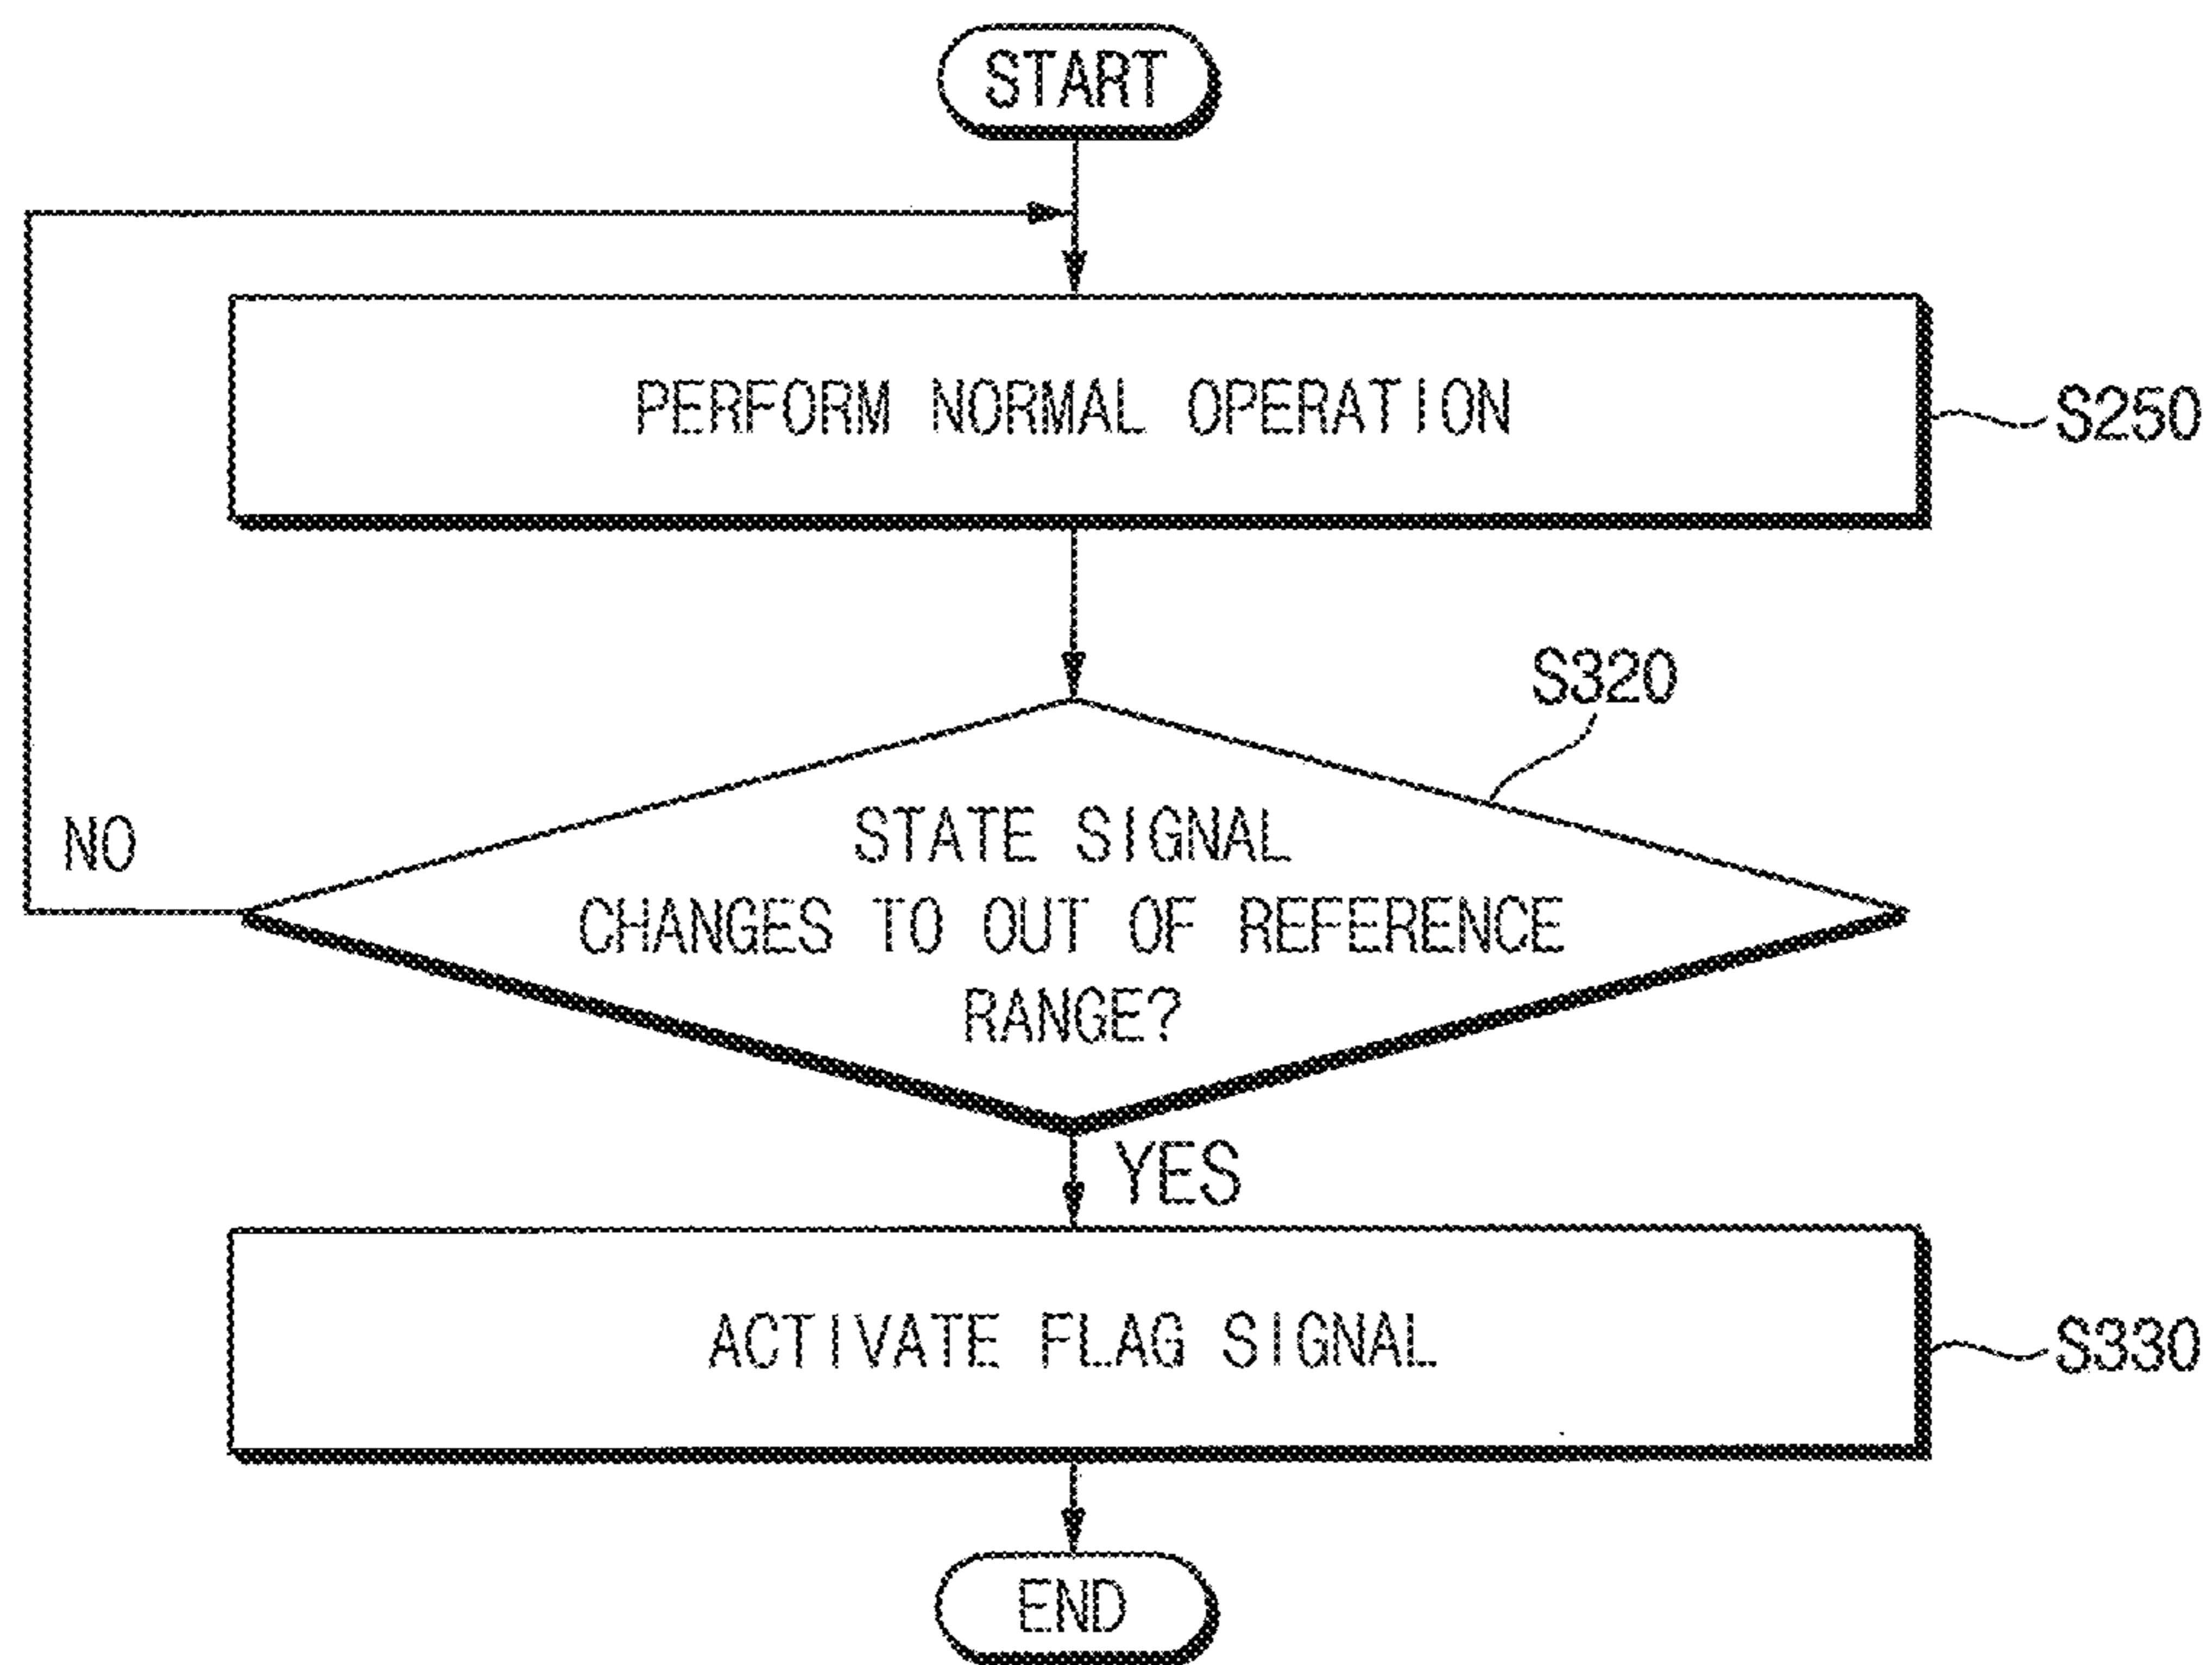 START
PERFORM NORMAL OPERATION
S250
S320
STATE SIGNAL
CHANGES TO OUT OF REFERENCE
RANGE?
NO
YES
ACTIVATE FLAG SIGNAL
S330
END